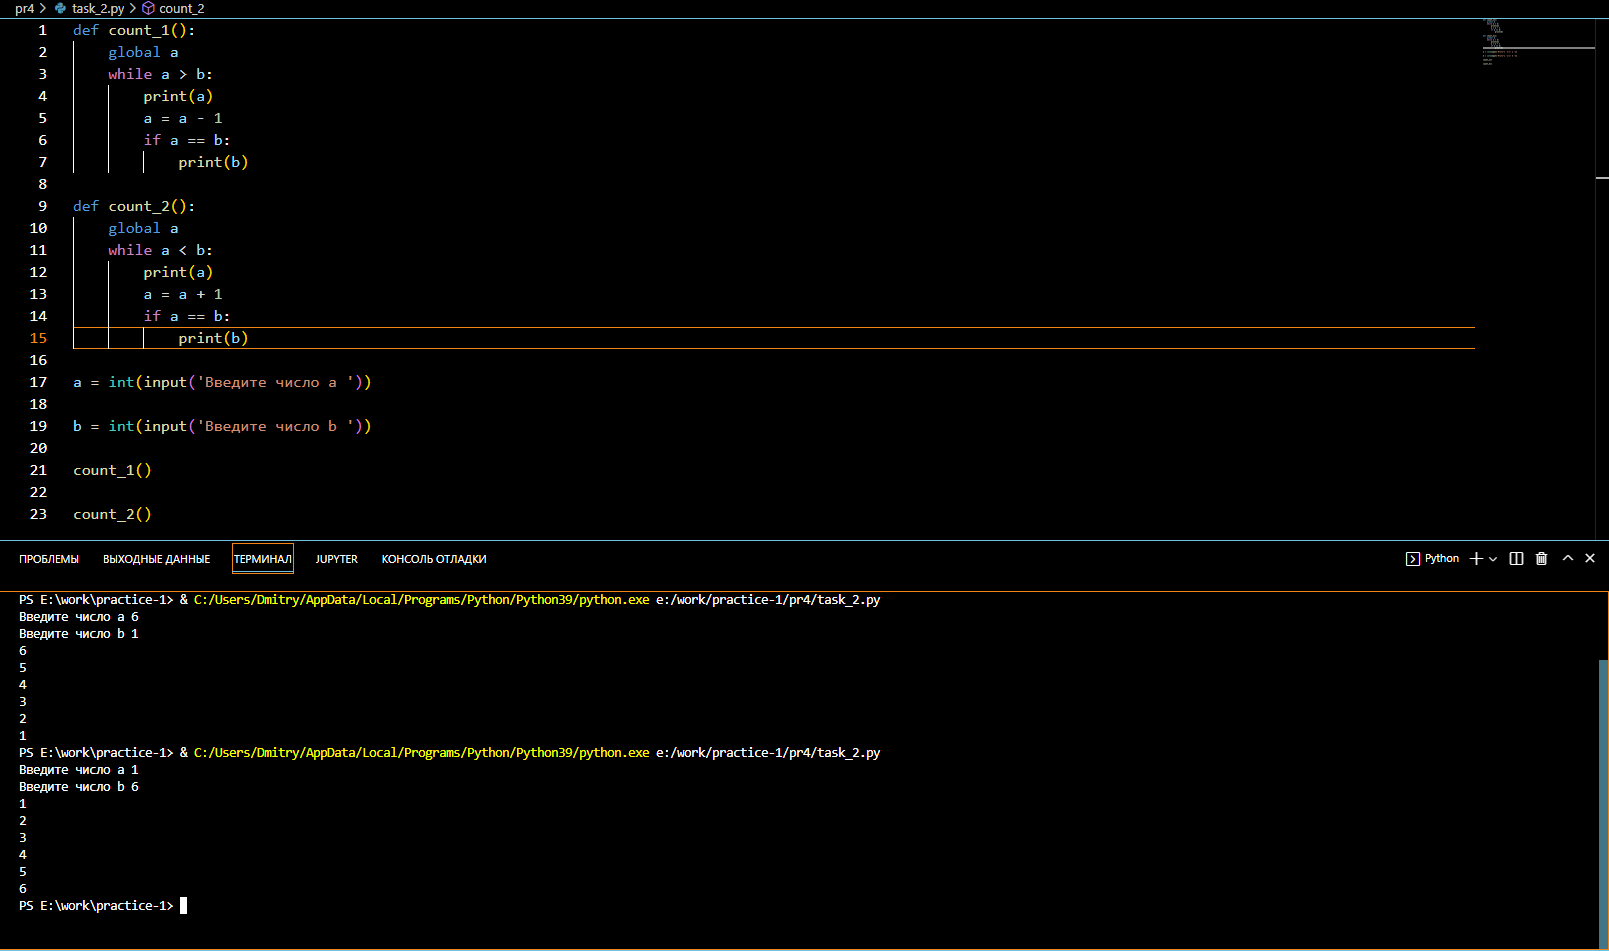 pr4 > task_2.py > count_2
1 def count_1():
2     global a
3     while a > b:
4         print(a)
5         a = a - 1
6         if a == b:
7             print(b)
8
9 def count_2():
10     global a
11     while a < b:
12         print(a)
13         a = a + 1
14         if a == b:
15             print(b)
16
17 a = int(input('Введите число a '))
18
19 b = int(input('Введите число b '))
20
21 count_1()
22
23 count_2()
ПРОБЛЕМЫ ВЫХОДНЫЕ ДАННЫЕ ТЕРМИНАЛ JUPYTER КОНСОЛЬ ОТЛАДКИ Python
PS E:\work\practice-1> & C:/Users/Dmitry/AppData/Local/Programs/Python/Python39/python.exe e:/work/practice-1/pr4/task_2.py
Введите число a 6
Введите число b 1
6
5
4
3
2
1
PS E:\work\practice-1> & C:/Users/Dmitry/AppData/Local/Programs/Python/Python39/python.exe e:/work/practice-1/pr4/task_2.py
Введите число a 1
Введите число b 6
1
2
3
4
5
6
PS E:\work\practice-1>